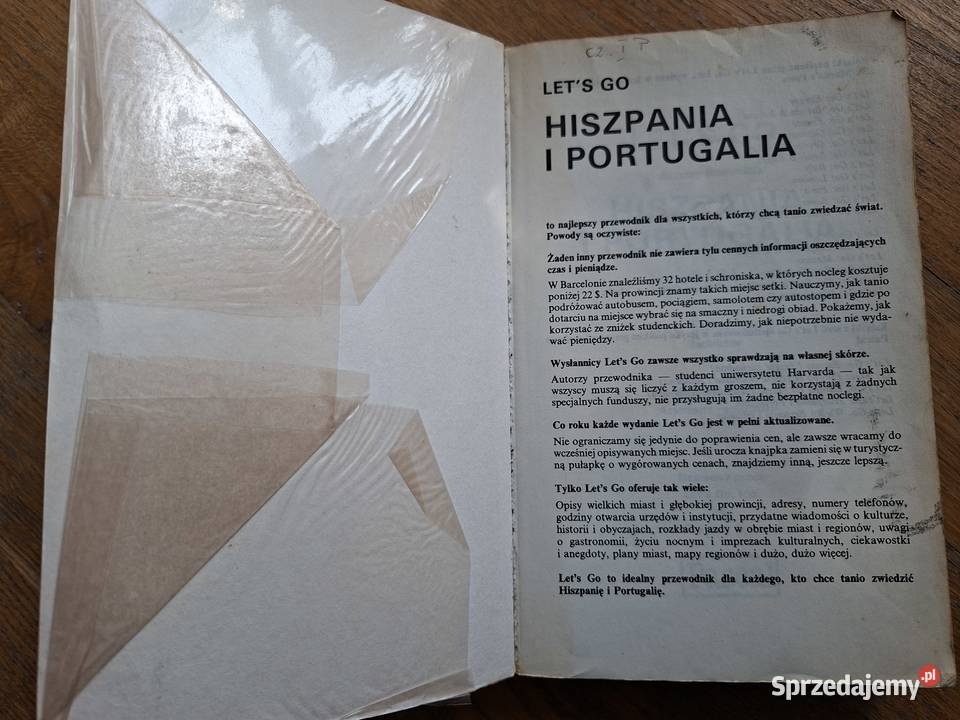 LET'S GO
HISZPANIA
I PORTUGALIA
to najlepszy przewodnik dla wszystkich, którzy chcą tanio zwiedzać świat.
Powody są oczywiste:
Żaden inny przewodnik nie zawiera tylu cennych informacji oszczędzających
czas i pieniądze.
W Barcelonie znaleźliśmy 32 hotele i schroniska, w których nocleg kosztuje
poniżej 22 $. Na prowincji znamy takich miejsc setki. Nauczymy, jak tanio
podróżować autobusem, pociągiem, samolotem czy autostopem i gdzie po
dotarciu na miejsce wybrać się na smaczny i niedrogi obiad. Pokażemy, jak
korzystać ze zniżek studenckich. Doradzimy, jak niepotrzebnie nie wyda-
wać pieniędzy.
Wysłannicy Let's Go zawsze wszystko sprawdzają na własnej skórze.
Autorzy przewodnika — studenci uniwersytetu Harvarda — tak jak
wszyscy muszą się liczyć z każdym groszem, nie korzystają z żadnych
specjalnych funduszy, nie przysługują im żadne bezpłatne noclegi.
Co roku każde wydanie Let's Go jest w pełni aktualizowane.
Nie ograniczamy się jedynie do poprawienia cen, ale zawsze wracamy do
wcześniej opisywanych miejsc. Jeśli urocza knajpka zamieni się w turystycz-
ną pułapkę o wygórowanych cenach, znajdziemy inną, jeszcze lepszą.
Tylko Let's Go oferuje tak wiele:
Opisy wielkich miast i głębokiej prowincji, adresy, numery telefonów,
godziny otwarcia urzędów i instytucji, przydatne wiadomości o kulturze,
historii i obyczajach, rozkłady jazdy w obrębie miast i regionów, uwagi
o gastronomii, życiu nocnym i imprezach kulturalnych, ciekawostki
i anegdoty, plany miast, mapy regionów i dużo, dużo więcej.
Let's Go to idealny przewodnik dla każdego, kto chce tanio zwiedzić
Hiszpanię i Portugalię.
Sprzedajemy.pl